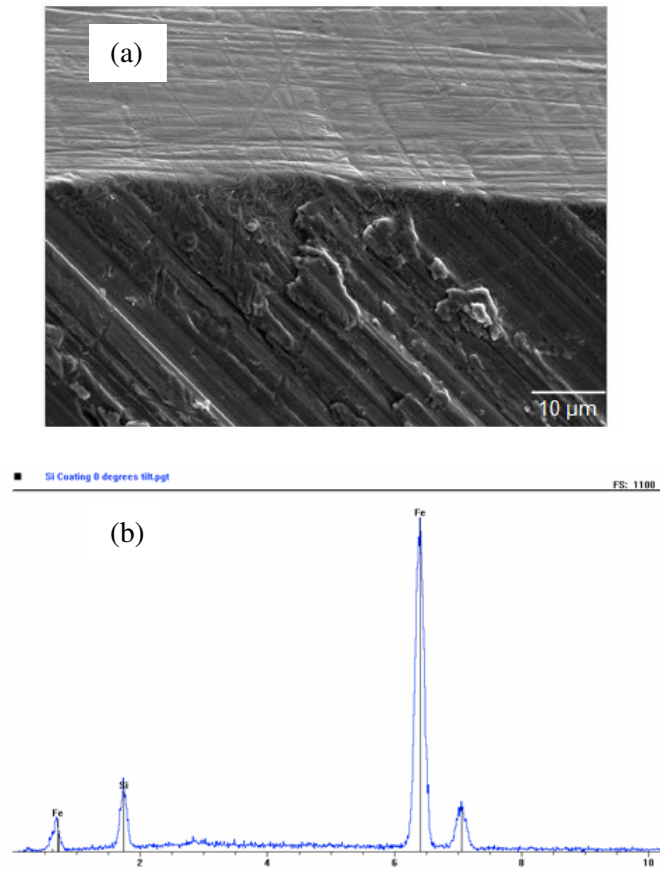 (a)
10 µm
Si Coating 0 degrees tilt.pgt
FS: 1100
(b)
Fe
Si
Fe
2 4 6 8 10